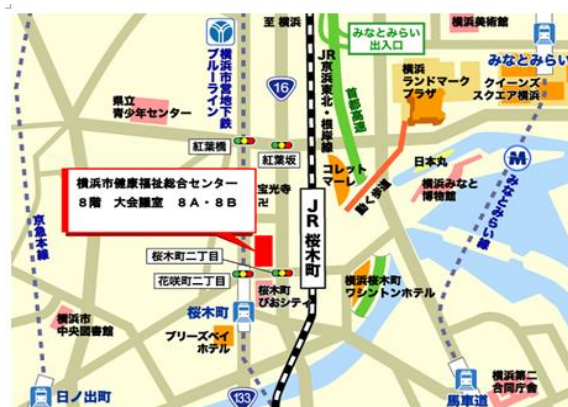 至 横浜
みなとみらい
出入口
横浜美術館
みなとみらい
横浜市営地下鉄
ブルーライン
16
JR京浜東北・根岸線
首都高速
横浜
ランドマーク
プラザ
クイーンズ
スクエア横浜
県立
青少年センター
紅葉橋
紅葉坂
コレット
マーレ
動く歩道
日本丸
横浜みなと
博物館
M
みなとみらい線
横浜市健康福祉総合センター
8階 大会議室 8A・8B
宝光寺
卍
JR 桜木町
京急本線
桜木町二丁目
花咲町二丁目
桜木町
ぴおシティ
横浜桜木町
ワシントンホテル
横浜市
中央図書館
桜木町
ブリーズベイ
ホテル
日ノ出町
133
馬車道
横浜第二
合同庁舎